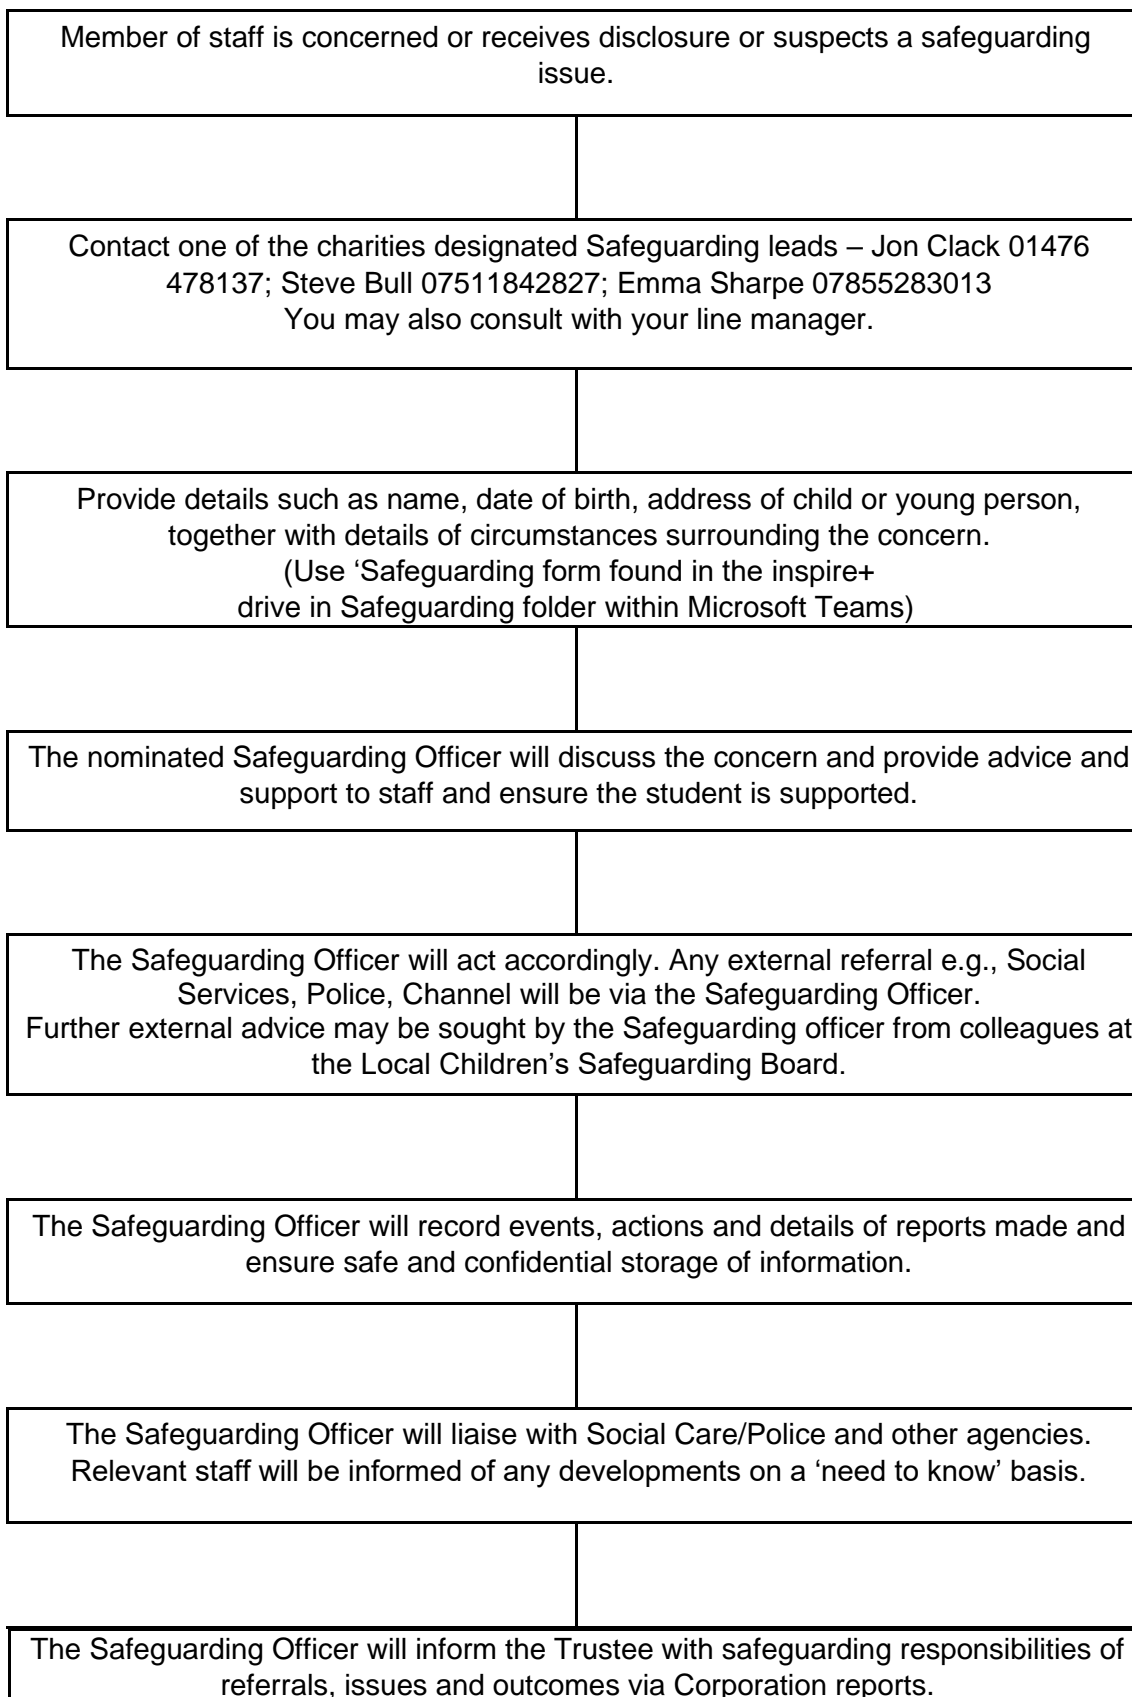 Member of staff is concerned or receives disclosure or suspects a safeguarding
issue.
Contact one of the charities designated Safeguarding leads – Jon Clack 01476
478137; Steve Bull 07511842827; Emma Sharpe 07855283013
You may also consult with your line manager.
Provide details such as name, date of birth, address of child or young person,
together with details of circumstances surrounding the concern.
(Use ‘Safeguarding form found in the inspire+
drive in Safeguarding folder within Microsoft Teams)
The nominated Safeguarding Officer will discuss the concern and provide advice and
support to staff and ensure the student is supported.
The Safeguarding Officer will act accordingly. Any external referral e.g., Social
Services, Police, Channel will be via the Safeguarding Officer.
Further external advice may be sought by the Safeguarding officer from colleagues at
the Local Children’s Safeguarding Board.
The Safeguarding Officer will record events, actions and details of reports made and
ensure safe and confidential storage of information.
The Safeguarding Officer will liaise with Social Care/Police and other agencies.
Relevant staff will be informed of any developments on a ‘need to know’ basis.
The Safeguarding Officer will inform the Trustee with safeguarding responsibilities of
referrals, issues and outcomes via Corporation reports.